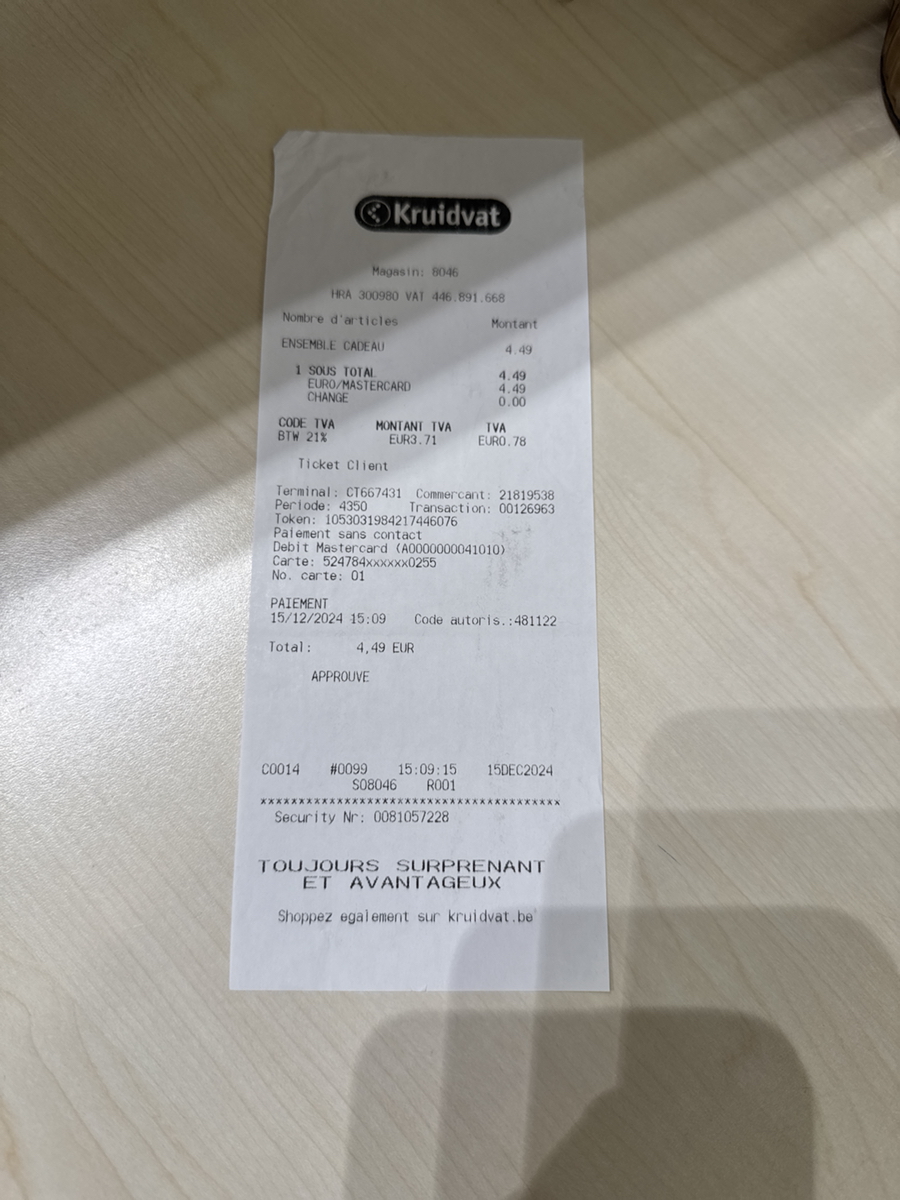 Kruidvat
Magasin: 8046
HRA 300980 VAT 446.891.668
Nombre d'articles Montant
ENSEMBLE CADEAU 4.49
1 SOUS TOTAL 4.49
EURO/MASTERCARD 4.49
CHANGE 0.00
CODE TVA MONTANT TVA TVA
BTW 21% EUR3.71 EUR0.78
Ticket Client
Terminal: CT667431 Commercant: 21819538
Periode: 4350 Transaction: 00126963
Token: 1053031984217446076
Paiement sans contact
Debit Mastercard (A0000000041010)
Carte: 524784xxxxxx0255
No. carte: 01
PAIEMENT
15/12/2024 15:09 Code autoris.:481122
Total: 4,49 EUR
APPROUVE
C0014 #0099 15:09:15 15DEC2024
S08046 R001
xxxxxxxxxxxxxxxxxxxxxxxxxxxxxxxxxxxxxxxxxx
Security Nr: 0081057228
TOUJOURS SURPRENANT
ET AVANTAGEUX
Shoppez egalement sur kruidvat.be